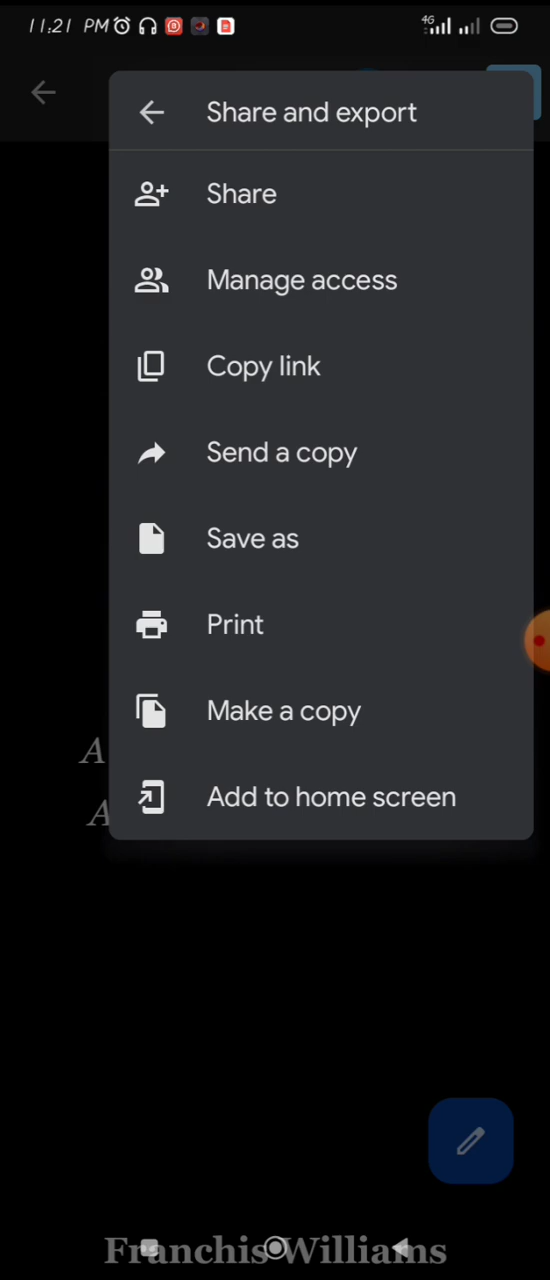 11:21 PM
4G
Share and export
Share
Manage access
Copy link
Send a copy
Save as
Print
Make a copy
A
Add to home screen
A
Franchis Williams